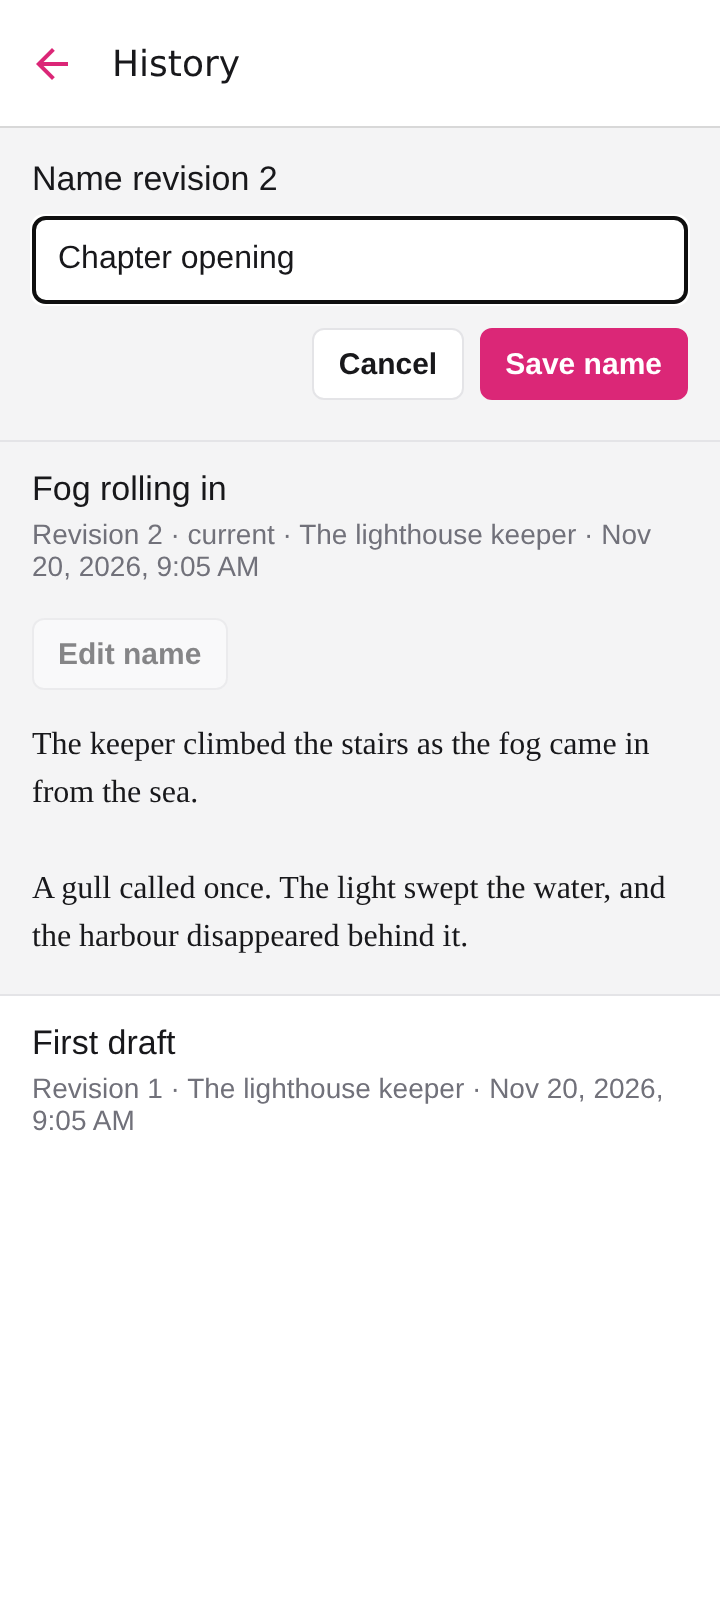 History
Name revision 2
Chapter opening
Cancel
Save name
Fog rolling in
Revision 2 · current · The lighthouse keeper · Nov
20, 2026, 9:05 AM
Edit name
The keeper climbed the stairs as the fog came in
from the sea.
A gull called once. The light swept the water, and
the harbour disappeared behind it.
First draft
Revision 1 · The lighthouse keeper · Nov 20, 2026,
9:05 AM